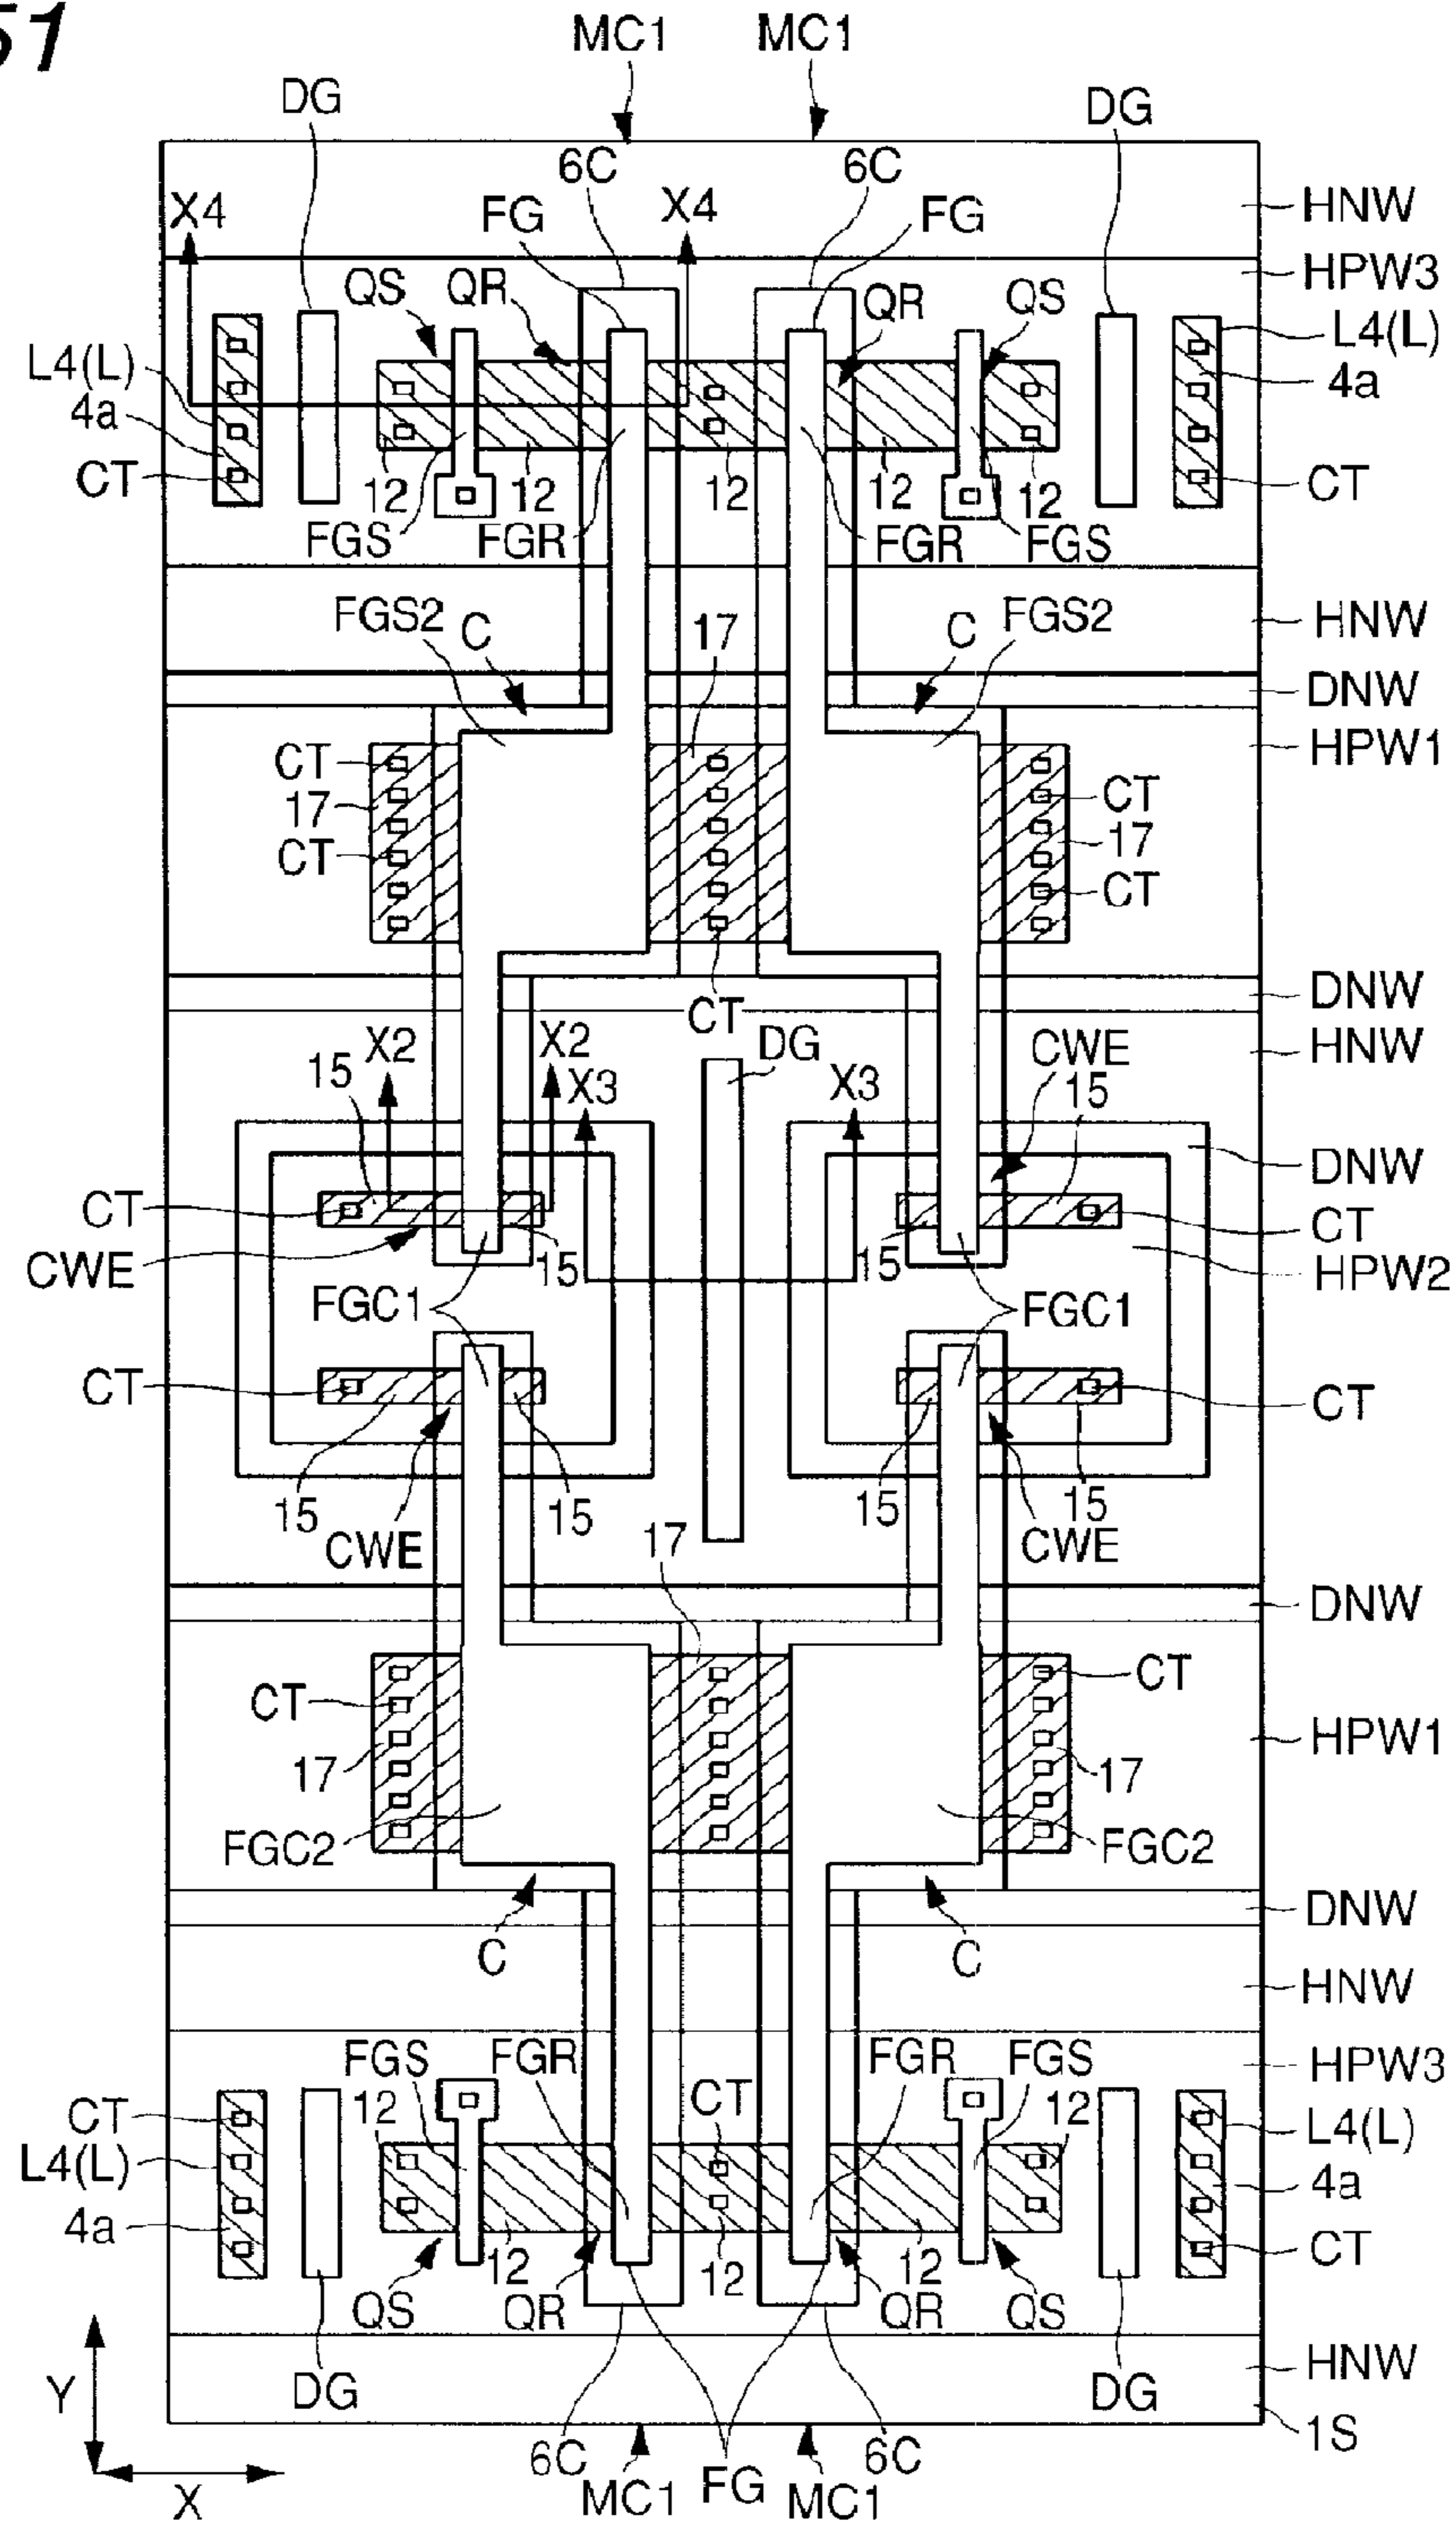 51
MC1 MC1
DG DG
6C 6C
X4 FG X4 FG HNW
HPW3
QS QR QR QS
L4(L) L4(L)
4a 4a
CT 12 12 12 12 12 CT
FGS FGR FGR FGS
FGS2 C 17 C FGS2 HNW
DNW
CT HPW1
17 CT
CT 17
CT
CT DNW
X2 X2 DG CWE HNW
15 X3 X3 15
DNW
CT CT
CWE 15 15 HPW2
FGC1 FGC1
CT CT
15 15 15 15
CWE 17 CWE
DNW
CT CT
17 17 HPW1
FGC2 FGC2
DNW
C C
HNW
FGS FGR FGR FGS HPW3
CT 12 CT 12
L4(L) L4(L)
4a 4a
12 12 12 CT
QS QR QR QS
Y DG DG HNW
1S
6C FG 6C
X MC1 MC1